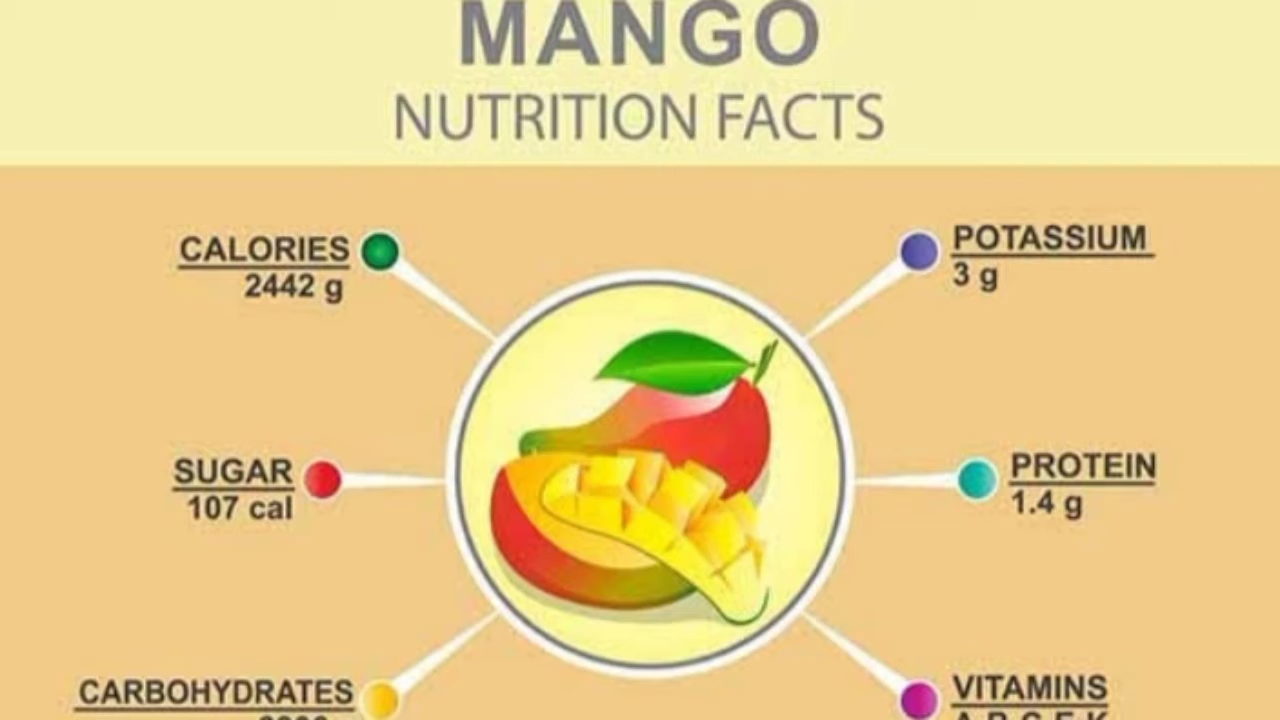 MANGO
NUTRITION FACTS
CALORIES
2442 g
POTASSIUM
3 g
SUGAR
107 cal
PROTEIN
1.4 g
CARBOHYDRATES
VITAMINS